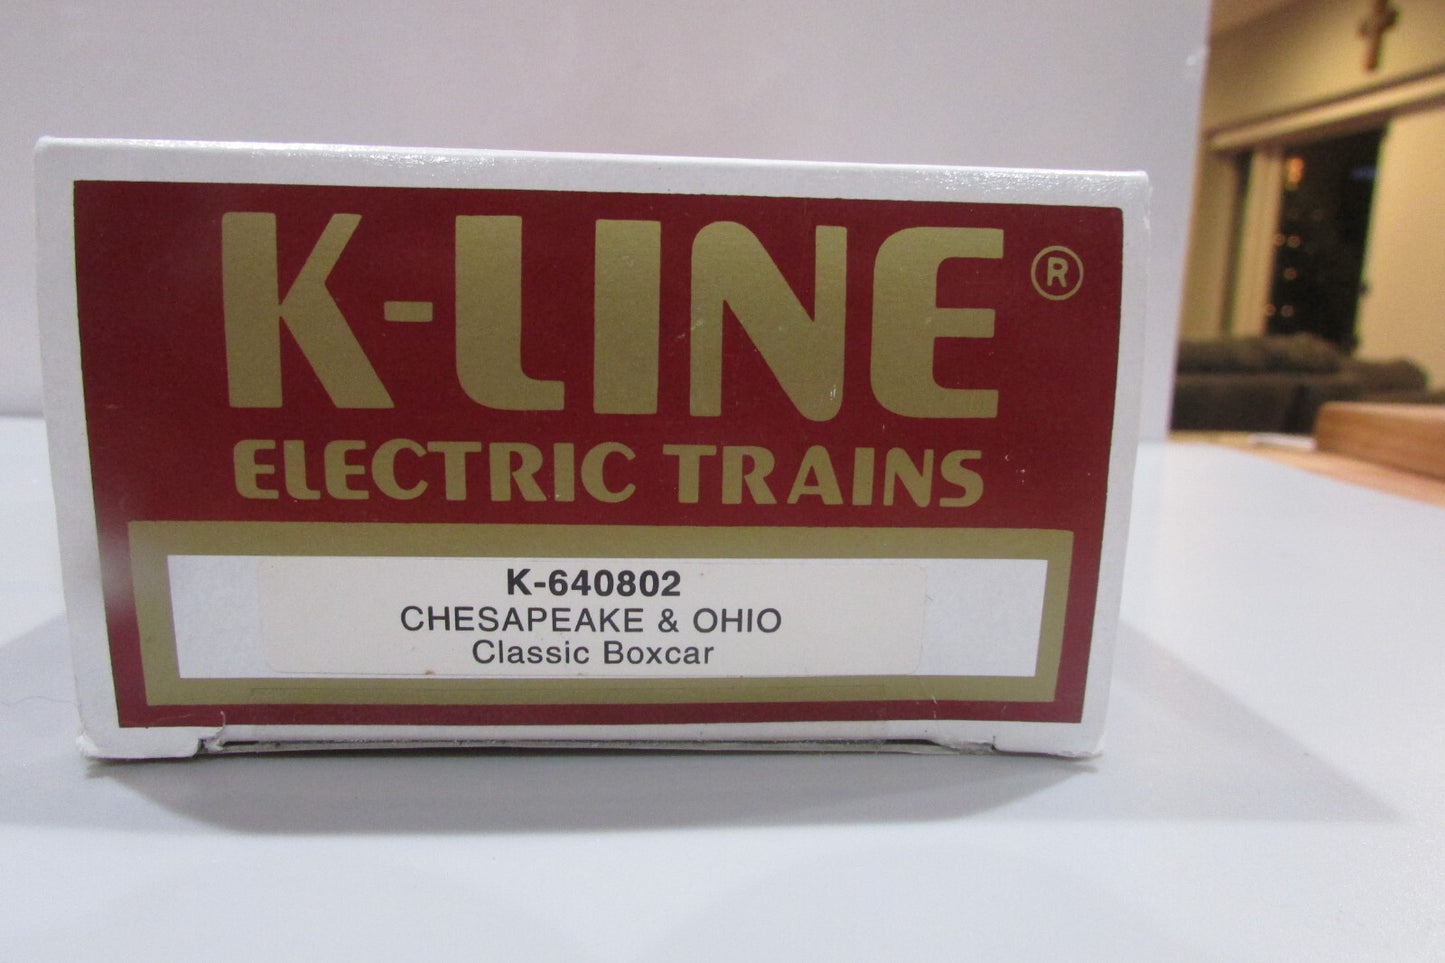 K-LINE®
ELECTRIC TRAINS
K-640802
CHESAPEAKE & OHIO
Classic Boxcar